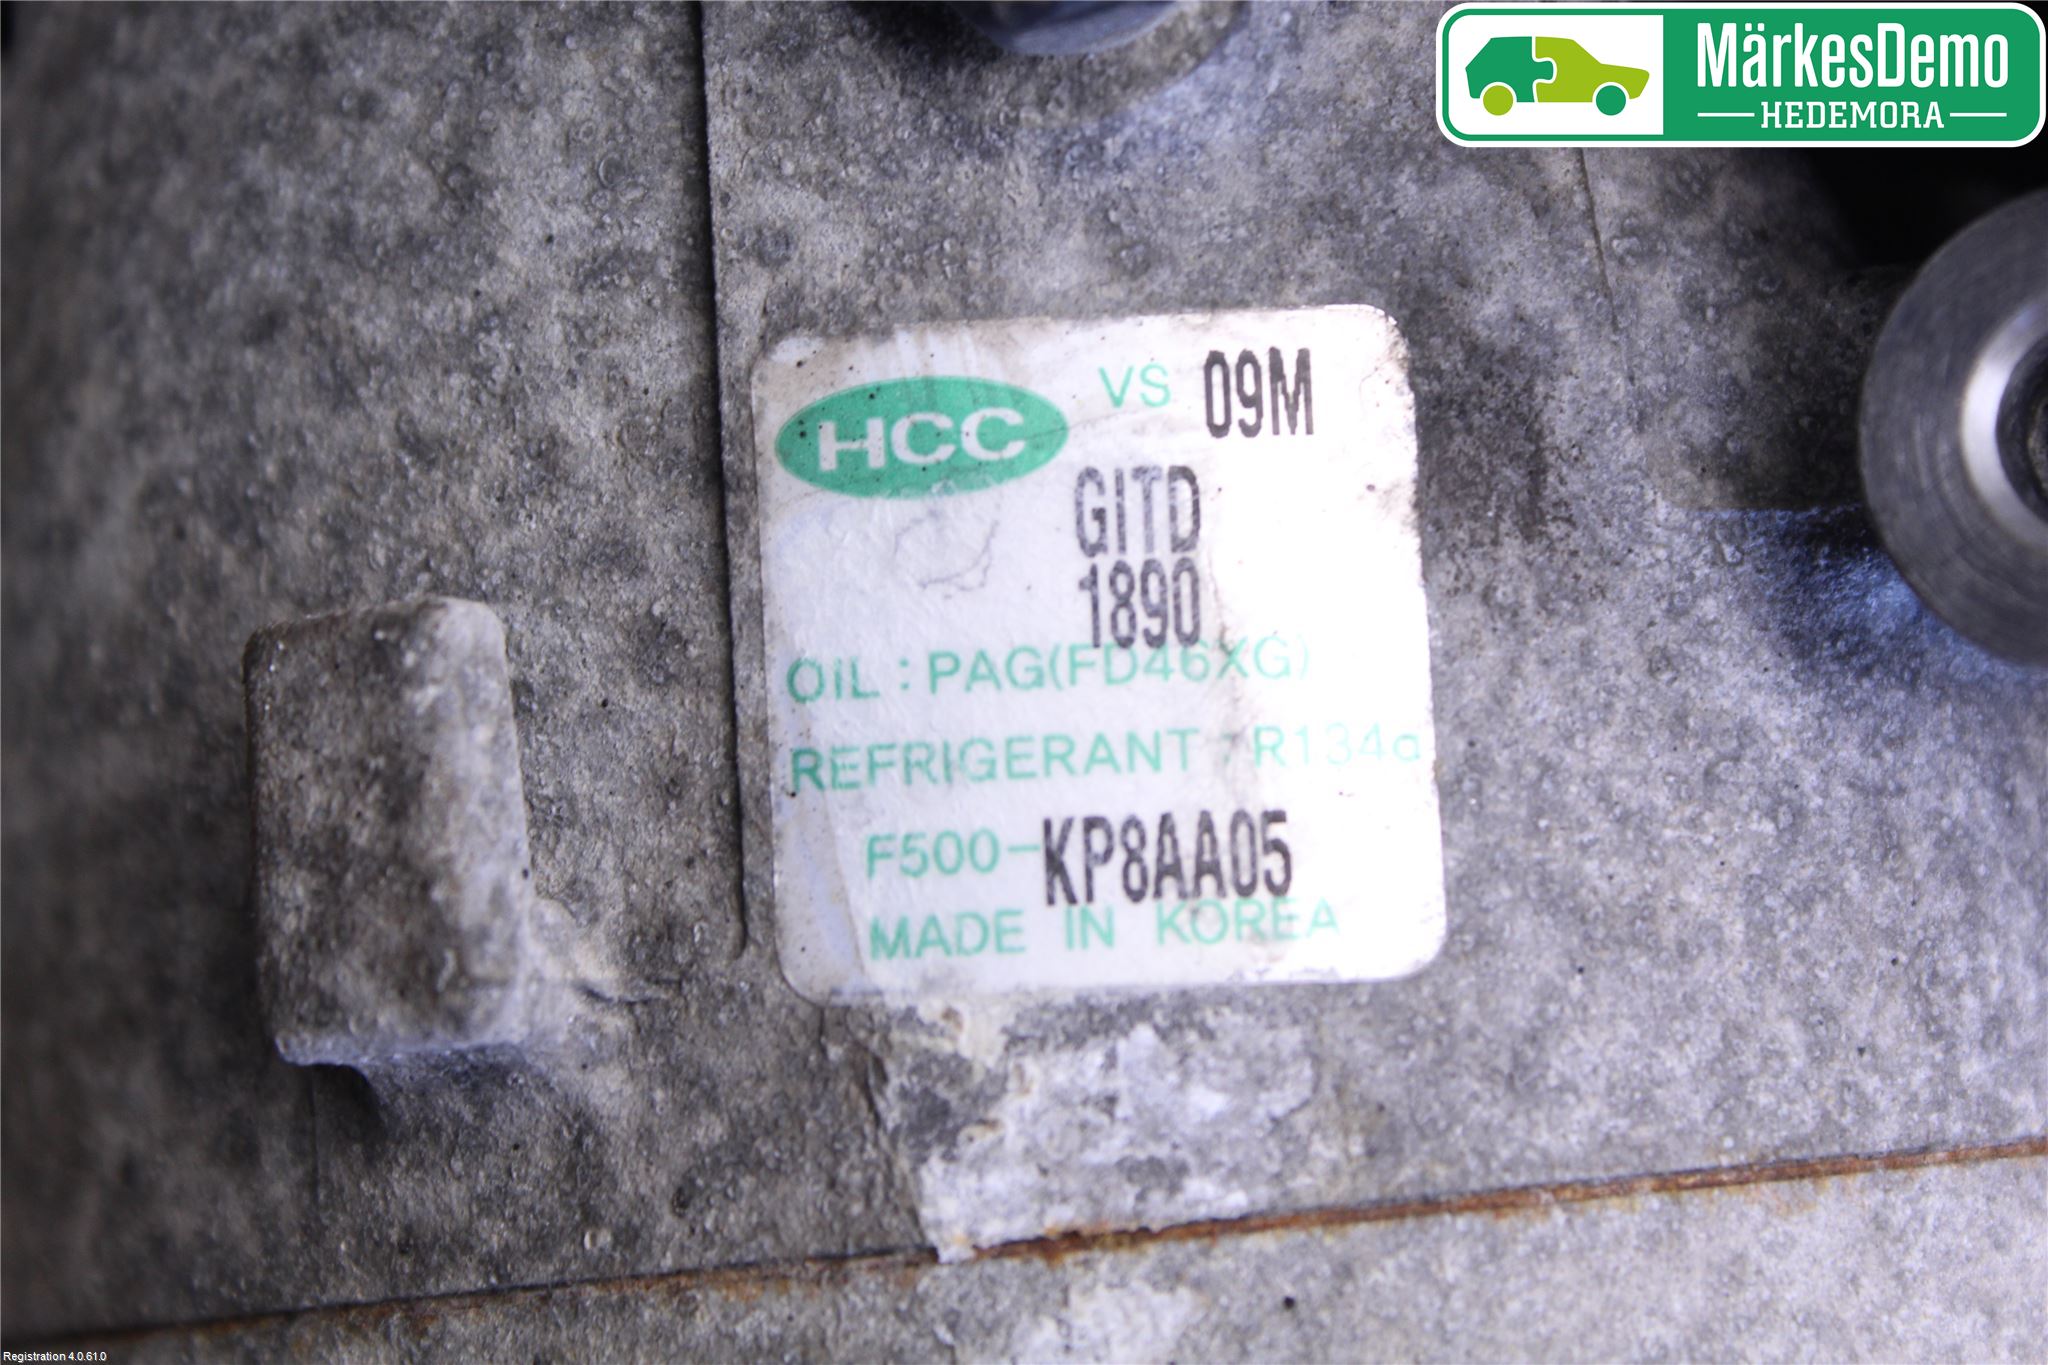 MärkesDemo
HEDEMORA
HCC VS 09M
GITD
1890
OIL : PAG(FD46XG)
REFRIGERANT : R134a
F500-KP8AA05
MADE IN KOREA
Registration 4.0.61.0